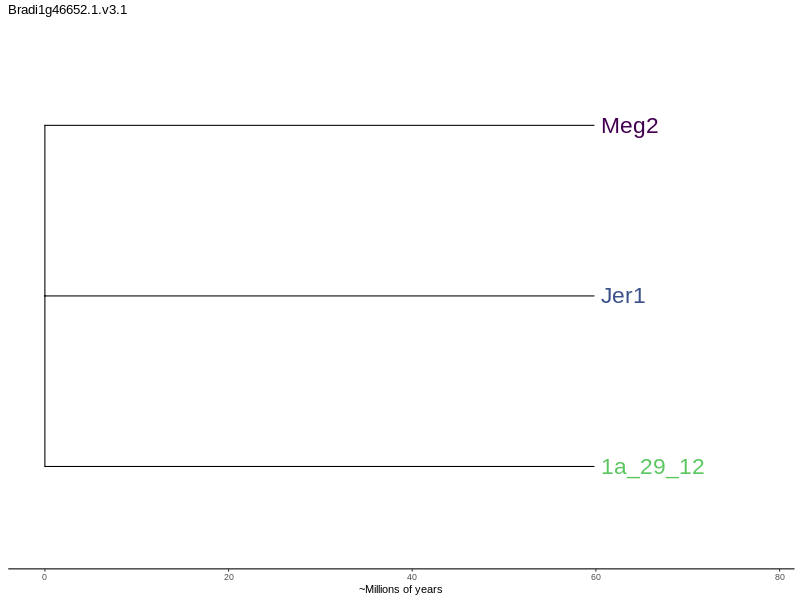 Bradi1g46652.1.v3.1
Meg2
Jer1
1a_29_12
0 20 40 60 80
~Millions of years